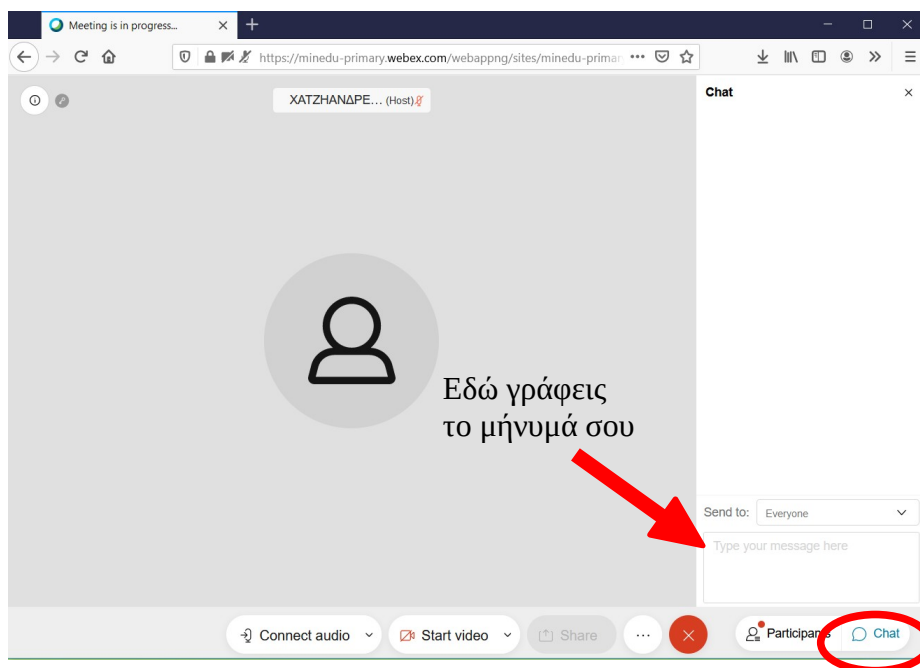 Meeting is in progress...
https://minedu-primary.webex.com/webappng/sites/minedu-primar
ΧΑΤΖΗΑΝΔΡΕ... (Host)
Chat
Εδώ γράφεις
το μήνυμά σου
Send to: Everyone
Type your message here
Connect audio
Start video
Share
Participants
Chat